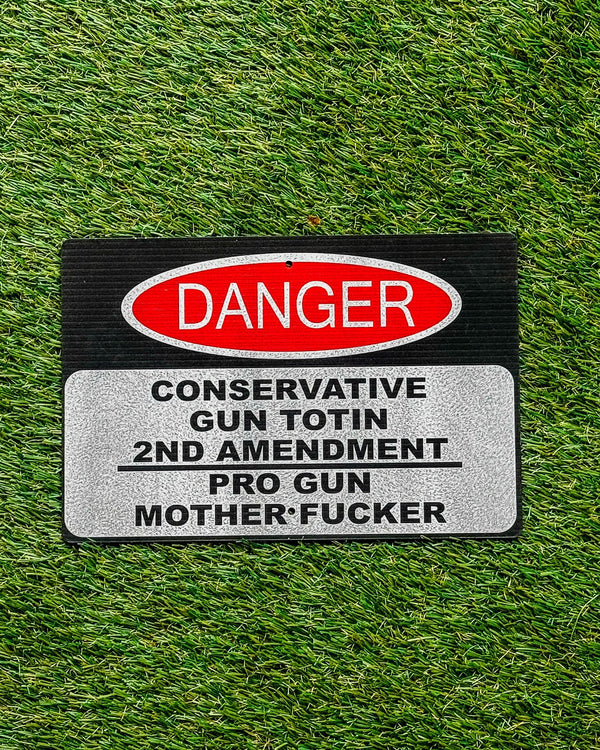 DANGER
CONSERVATIVE
GUN TOTIN
2ND AMENDMENT
PRO GUN
MOTHER FUCKER